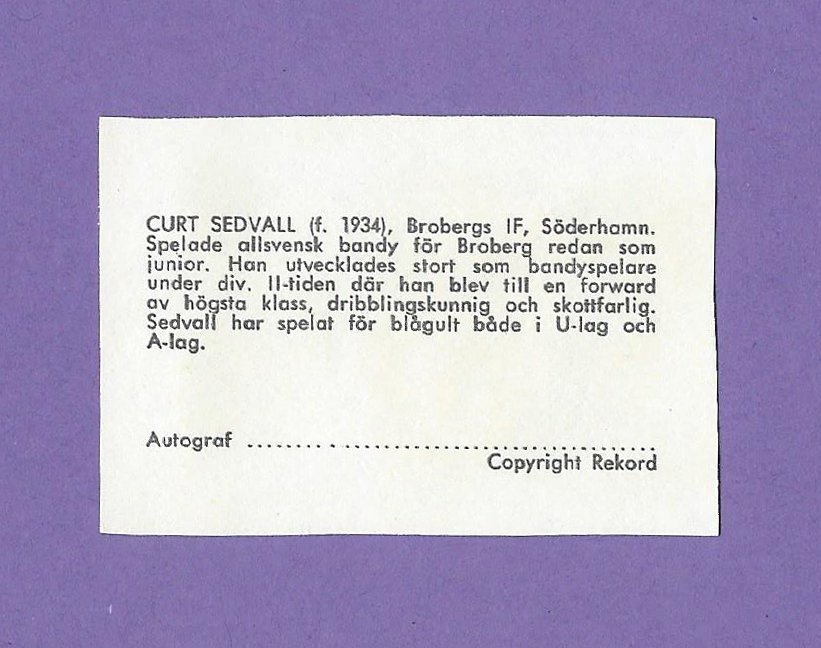 CURT SEDVALL (f. 1934), Brobergs IF, Söderhamn.
Spelade allsvensk bandy för Broberg redan som
junior. Han utvecklades stort som bandyspelare
under div. II-tiden där han blev till en forward
av högsta klass, dribblingskunnig och skottfarlig.
Sedvall har spelat för blågult både i U-lag och
A-lag.
Autograf ..............................................
Copyright Rekord